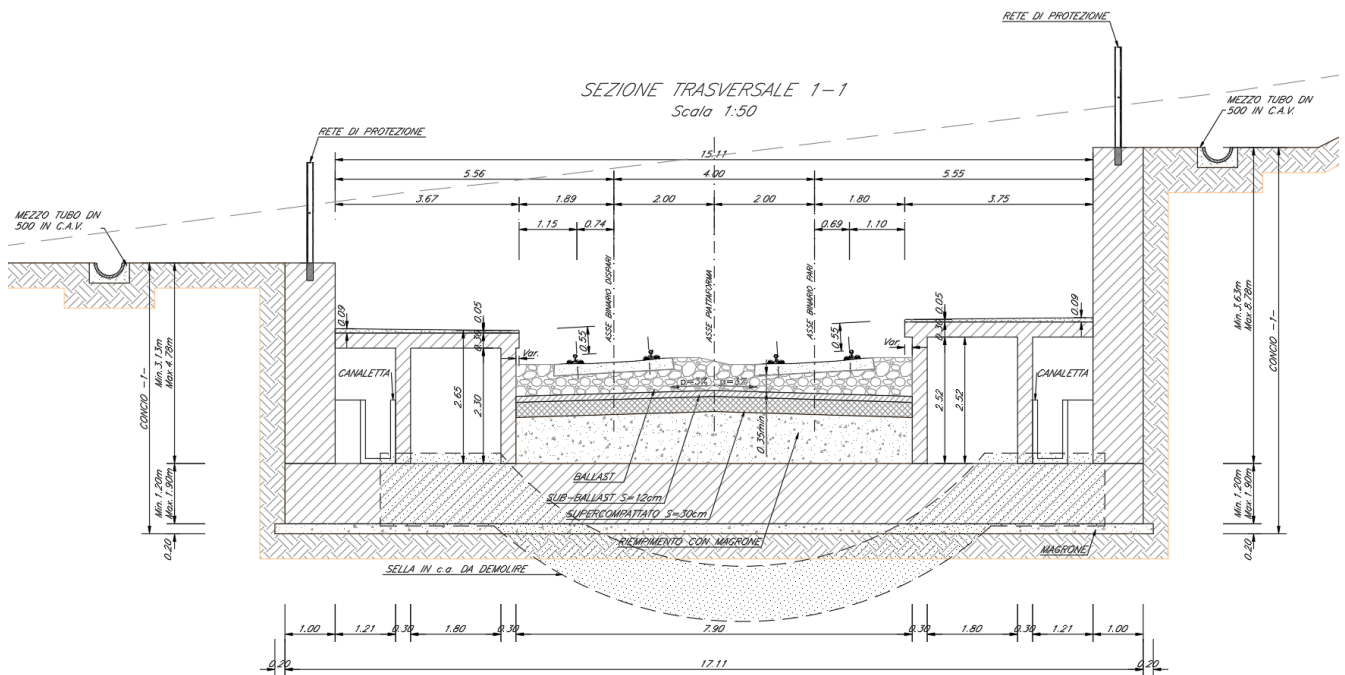 RETE DI PROTEZIONE
SEZIONE TRASVERSALE 1-1
Scala 1:50
MEZZO TUBO DN
500 IN C.A.V.
RETE DI PROTEZIONE
15.11
5.56 4.00 5.55
3.67 1.89 2.00 2.00 1.80 3.75
MEZZO TUBO DN
500 IN C.A.V.
1.15 0.74 0.69 1.10
ASSE BINARIO DISPARI
ASSE PIATTAFORMA
ASSE BINARIO PARI
0.09 0.05 0.55 0.55 0.05 0.09
0.30 0.30
Var. Var.
CONCIO -1-
Min.3.13m
Max.4.78m
Min.3.63m
Max.8.78m
CONCIO -1-
CANALETTA
CANALETTA
p=3% p=3%
2.65 2.30 0.35min. 2.52 2.52
BALLAST
SUB-BALLAST S=12cm
SUPERCOMPATTATO S=30cm
RIEMPIMENTO CON MAGRONE
MAGRONE
Min.1.20m
Max.1.90m
Min.1.20m
Max.1.90m
0.20 0.20
SELLA IN c.a. DA DEMOLIRE
1.00 1.21 0.30 1.80 0.30 7.90 0.30 1.80 0.30 1.21 1.00
0.20 17.11 0.20